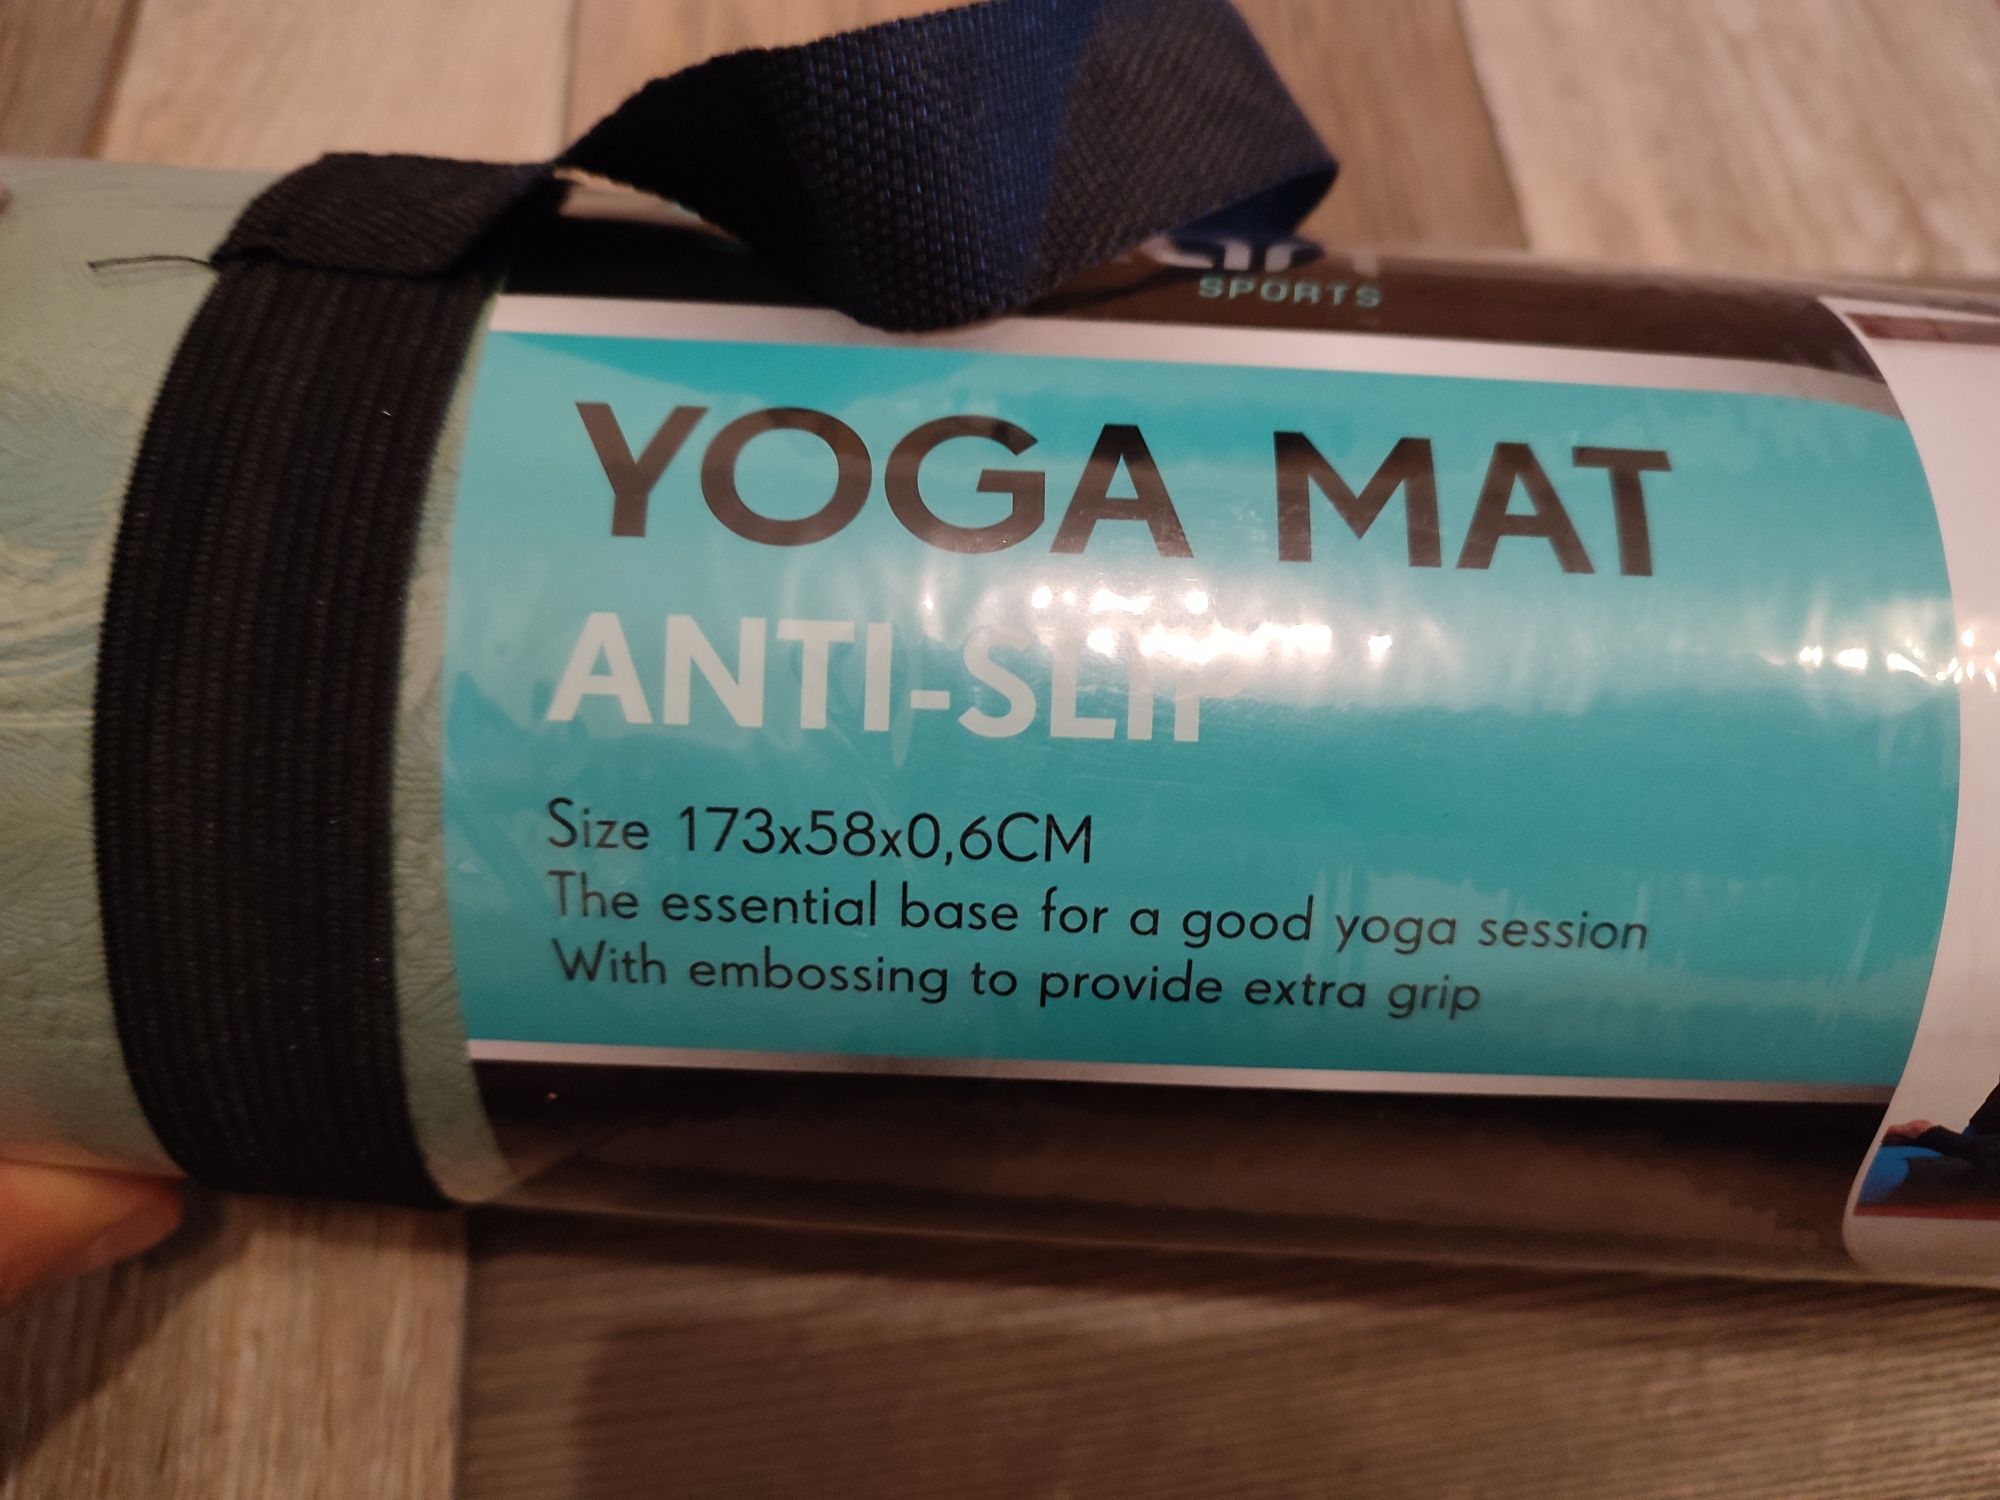 SPORTS
YOGA MAT
ANTI-SLIP
Size 173x58x0,6CM
The essential base for a good yoga session
With embossing to provide extra grip